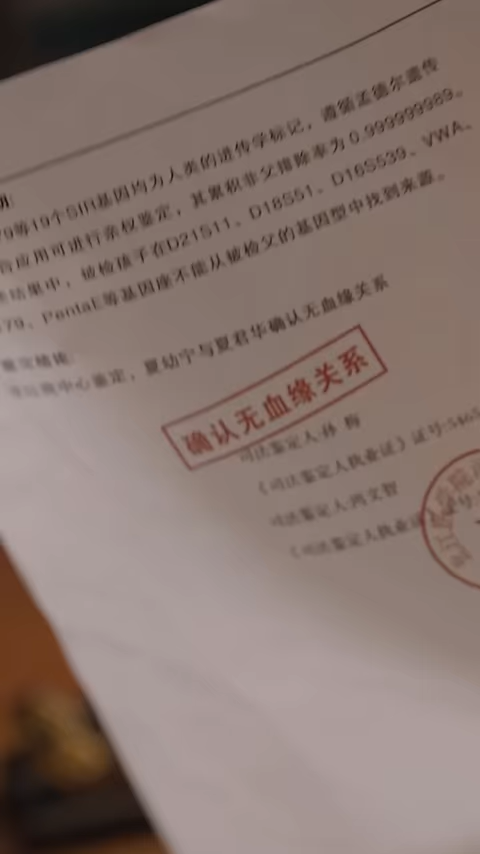 明:
79等19个STR基因均为人类的遗传学标记，遵循孟德尔遗传
合应用可进行亲权鉴定，其累积非父排除率为0.999999989。
结果中，被检孩子在D21S11、D18S51、D16S539、VWA、
79、PentaE等基因座不能从被检父的基因型中找到来源。
鉴定结论:
中心鉴定，夏幼宁与夏君华确认无血缘关系
确认无血缘关系
司法鉴定人:孙 梅
《司法鉴定人执业证》证号:5465
司法鉴定人:冯文智
《司法鉴定人执业证》证号: